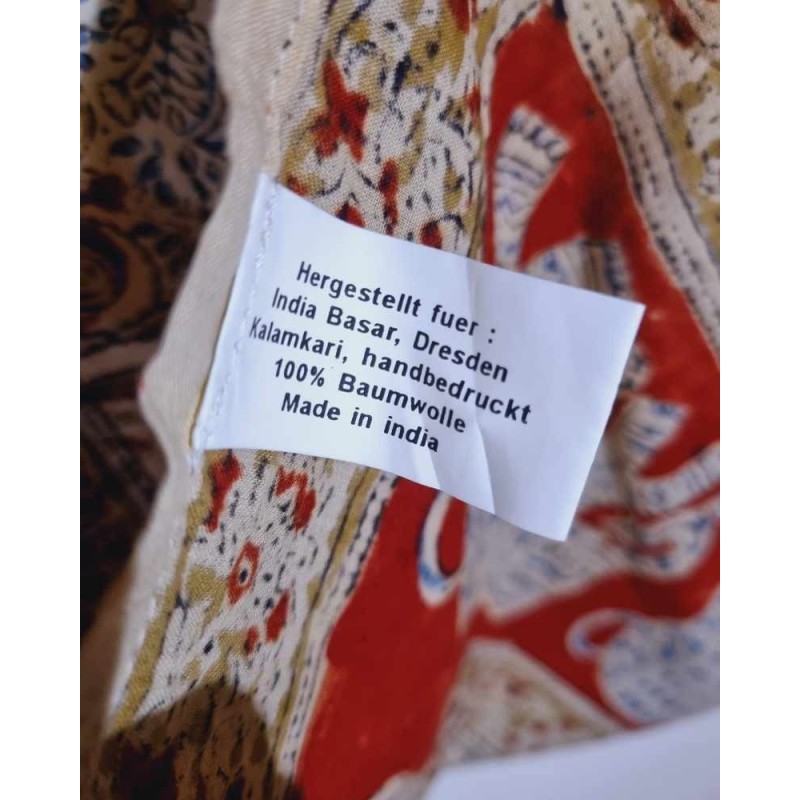 Hergestellt fuer :
India Basar, Dresden
Kalamkari, handbedruckt
100% Baumwolle
Made in india